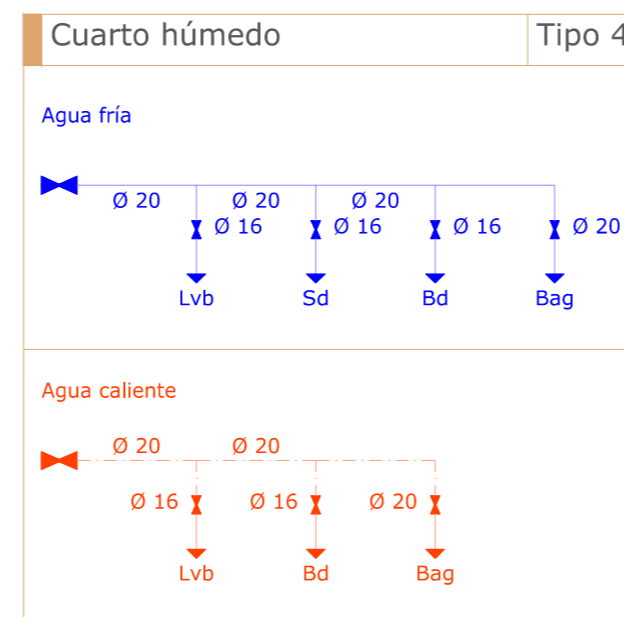 Cuarto húmedo Tipo 4
Agua fría
Ø 20 Ø 20 Ø 20
Ø 16 Ø 16 Ø 16 Ø 20
Lvb Sd Bd Bag
Agua caliente
Ø 20 Ø 20
Ø 16 Ø 16 Ø 20
Lvb Bd Bag